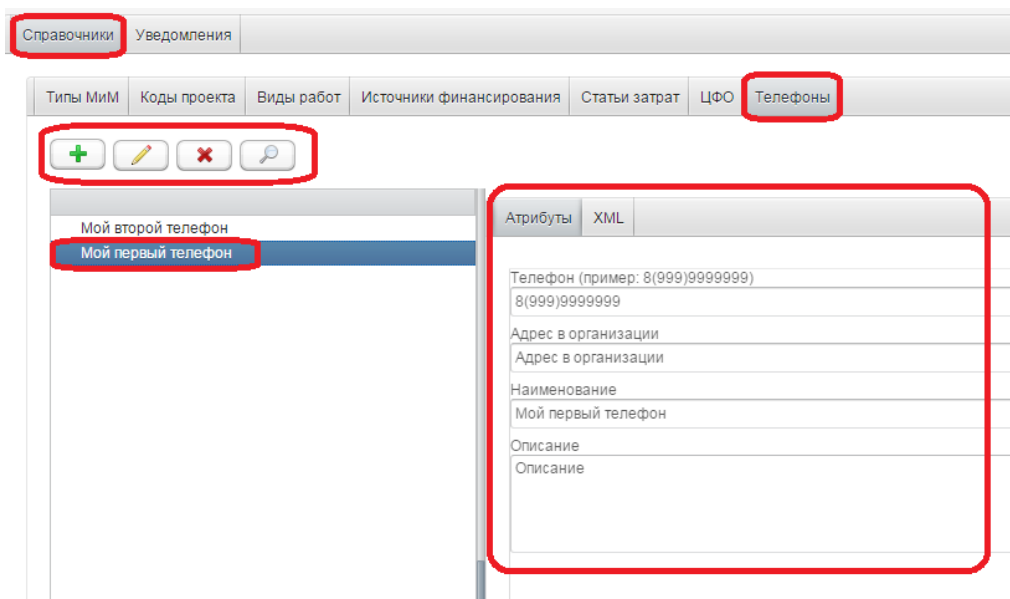 Справочники Уведомления
Типы МиМ Коды проекта Виды работ Источники финансирования Статьи затрат ЦФО Телефоны
Мой второй телефон
Мой первый телефон
Атрибуты XML
Телефон (пример: 8(999)9999999)
8(999)9999999
Адрес в организации
Адрес в организации
Наименование
Мой первый телефон
Описание
Описание